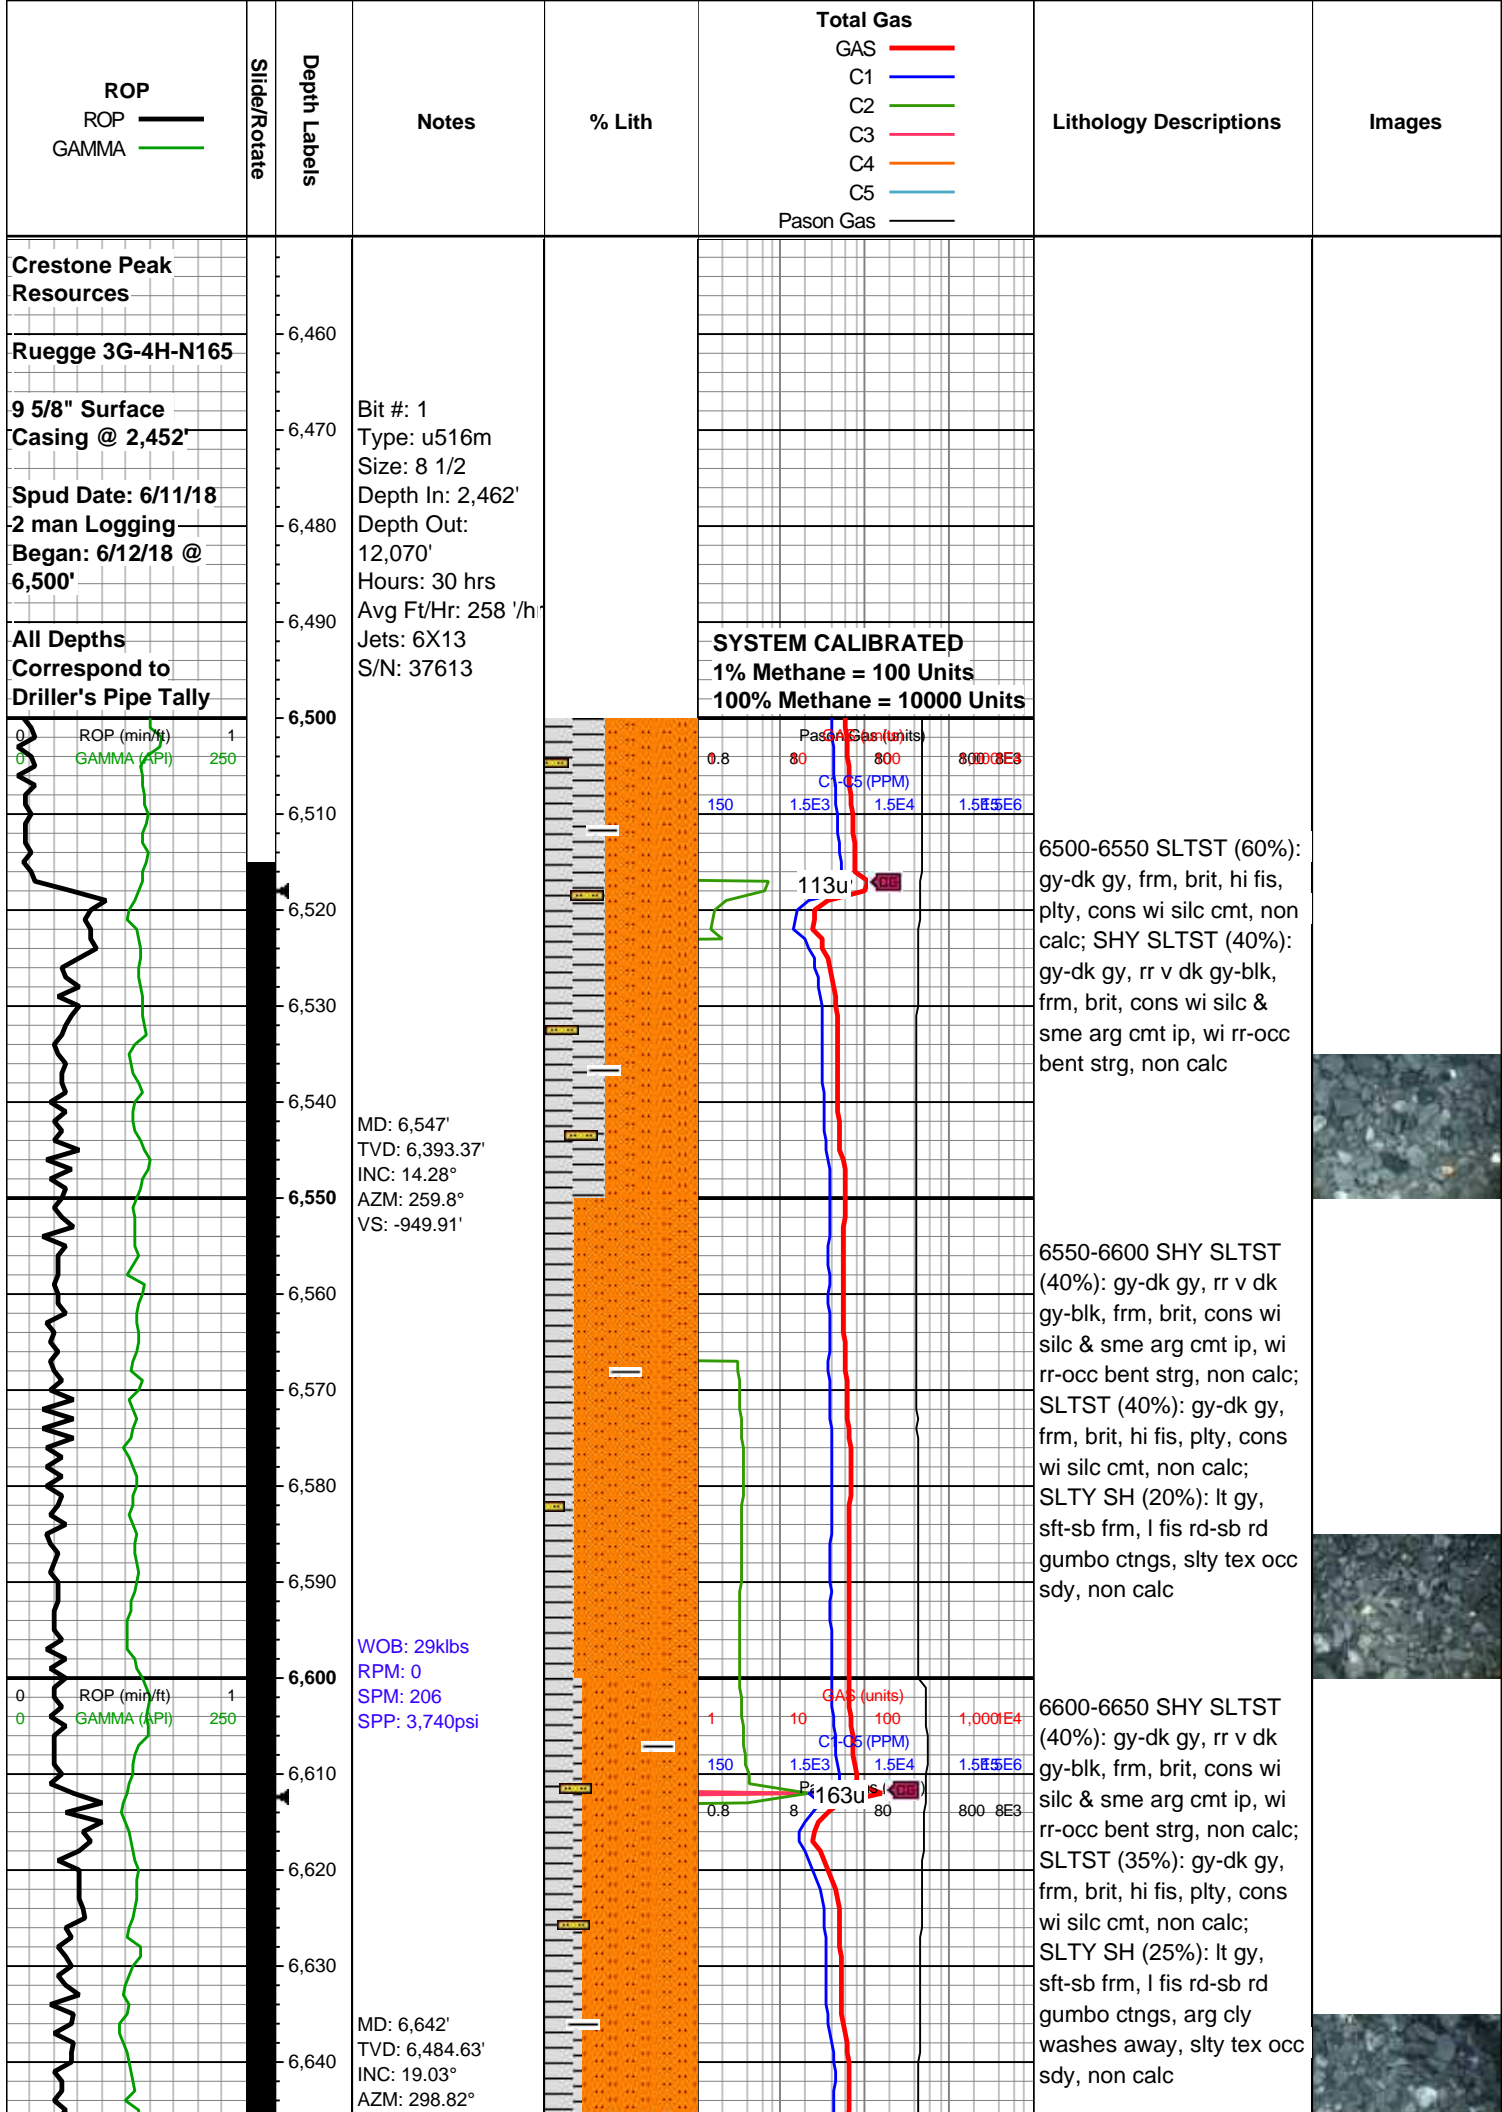 ROP
ROP
GAMMA
Slide/Rotate
Depth Labels
Notes
% Lith
Total Gas
GAS
C1
C2
C3
C4
C5
Pason Gas
Lithology Descriptions
Images
Crestone Peak
Resources
Ruegge 3G-4H-N165
9 5/8" Surface
Casing @ 2,452'
Spud Date: 6/11/18
2 man Logging
Began: 6/12/18 @
6,500'
All Depths
Correspond to
Driller's Pipe Tally
0 ROP (min/ft) 1
0 GAMMA (API) 250
0 ROP (min/ft) 1
0 GAMMA (API) 250
6,460
6,470
6,480
6,490
6,500
6,510
6,520
6,530
6,540
6,550
6,560
6,570
6,580
6,590
6,600
6,610
6,620
6,630
6,640
Bit #: 1
Type: u516m
Size: 8 1/2
Depth In: 2,462'
Depth Out:
12,070'
Hours: 30 hrs
Avg Ft/Hr: 258 '/hr
Jets: 6X13
S/N: 37613
MD: 6,547'
TVD: 6,393.37'
INC: 14.28°
AZM: 259.8°
VS: -949.91'
WOB: 29klbs
RPM: 0
SPM: 206
SPP: 3,740psi
MD: 6,642'
TVD: 6,484.63'
INC: 19.03°
AZM: 298.82°
SYSTEM CALIBRATED
1% Methane = 100 Units
100% Methane = 10000 Units
C1-C5 (PPM)
150 1.5E3 1.5E4
113u
CG
GAS (units)
1 10 100 1,000 1E4
C1-C5 (PPM)
150 1.5E3 1.5E4
163u
CG
0.8 8 80 800 8E3
6500-6550 SLTST (60%):
gy-dk gy, frm, brit, hi fis,
plty, cons wi silc cmt, non
calc; SHY SLTST (40%):
gy-dk gy, rr v dk gy-blk,
frm, brit, cons wi silc &
sme arg cmt ip, wi rr-occ
bent strg, non calc
6550-6600 SHY SLTST
(40%): gy-dk gy, rr v dk
gy-blk, frm, brit, cons wi
silc & sme arg cmt ip, wi
rr-occ bent strg, non calc;
SLTST (40%): gy-dk gy,
frm, brit, hi fis, plty, cons
wi silc cmt, non calc;
SLTY SH (20%): lt gy,
sft-sb frm, l fis rd-sb rd
gumbo ctngs, slty tex occ
sdy, non calc
6600-6650 SHY SLTST
(40%): gy-dk gy, rr v dk
gy-blk, frm, brit, cons wi
silc & sme arg cmt ip, wi
rr-occ bent strg, non calc;
SLTST (35%): gy-dk gy,
frm, brit, hi fis, plty, cons
wi silc cmt, non calc;
SLTY SH (25%): lt gy,
sft-sb frm, l fis rd-sb rd
gumbo ctngs, arg cly
washes away, slty tex occ
sdy, non calc